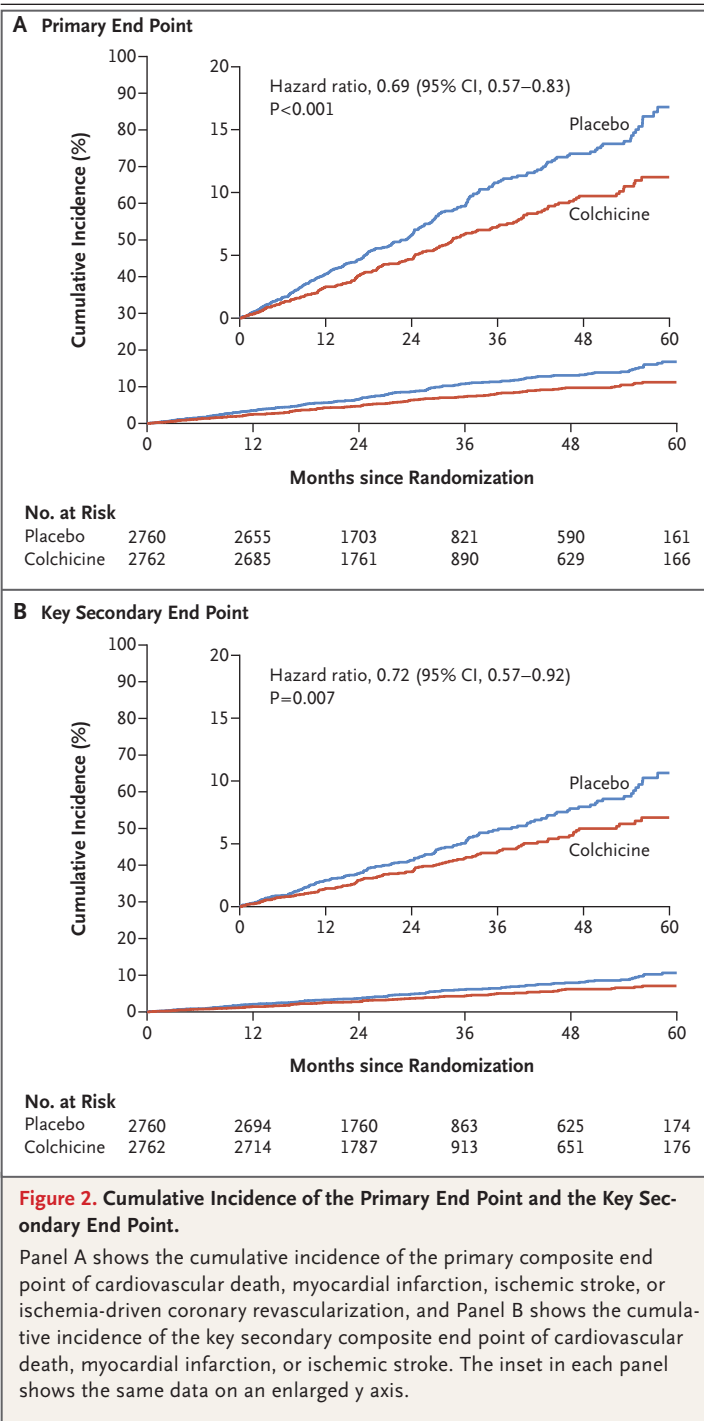 A Primary End Point
Cumulative Incidence (%)
100
90
80
70
60
50
40
30
20
10
0
20
15
10
5
0
Hazard ratio, 0.69 (95% CI, 0.57–0.83)
P<0.001
Placebo
Colchicine
0 12 24 36 48 60
0 12 24 36 48 60
Months since Randomization
No. at Risk
Placebo 2760 2655 1703 821 590 161
Colchicine 2762 2685 1761 890 629 166
B Key Secondary End Point
Cumulative Incidence (%)
100
90
80
70
60
50
40
30
20
10
0
20
15
10
5
0
Hazard ratio, 0.72 (95% CI, 0.57–0.92)
P=0.007
Placebo
Colchicine
0 12 24 36 48 60
0 12 24 36 48 60
Months since Randomization
No. at Risk
Placebo 2760 2694 1760 863 625 174
Colchicine 2762 2714 1787 913 651 176
Figure 2. Cumulative Incidence of the Primary End Point and the Key Sec-
ondary End Point.
Panel A shows the cumulative incidence of the primary composite end
point of cardiovascular death, myocardial infarction, ischemic stroke, or
ischemia-driven coronary revascularization, and Panel B shows the cumula-
tive incidence of the key secondary composite end point of cardiovascular
death, myocardial infarction, or ischemic stroke. The inset in each panel
shows the same data on an enlarged y axis.